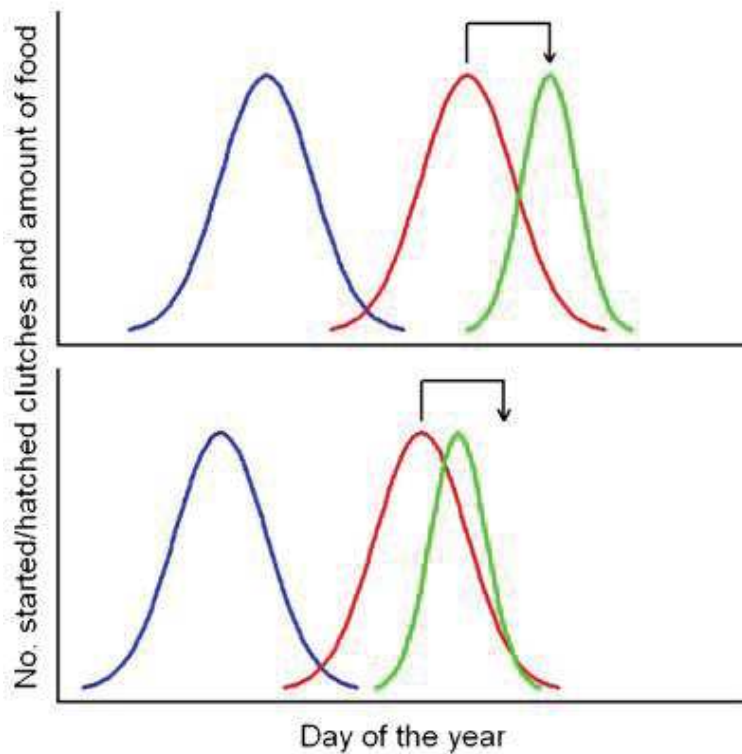 No. started/hatched clutches and amount of food
Day of the year